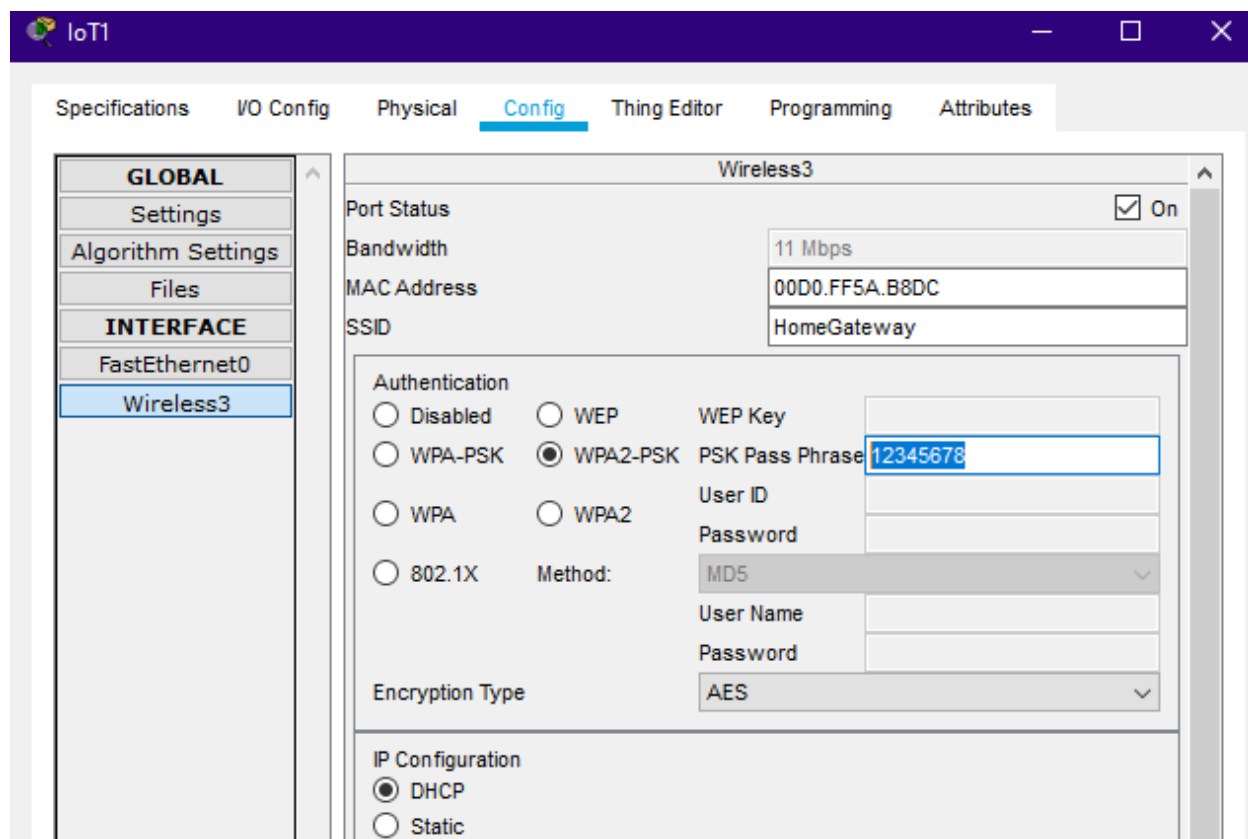 IoT1
Specifications I/O Config Physical Config Thing Editor Programming Attributes
GLOBAL
Settings
Algorithm Settings
Files
INTERFACE
FastEthernet0
Wireless3
Wireless3
Port Status On
Bandwidth 11 Mbps
MAC Address 00D0.FF5A.B8DC
SSID HomeGateway
Authentication
Disabled WEP WEP Key
WPA-PSK WPA2-PSK PSK Pass Phrase 12345678
User ID
WPA WPA2
Password
802.1X Method: MD5
User Name
Password
Encryption Type AES
IP Configuration
DHCP
Static